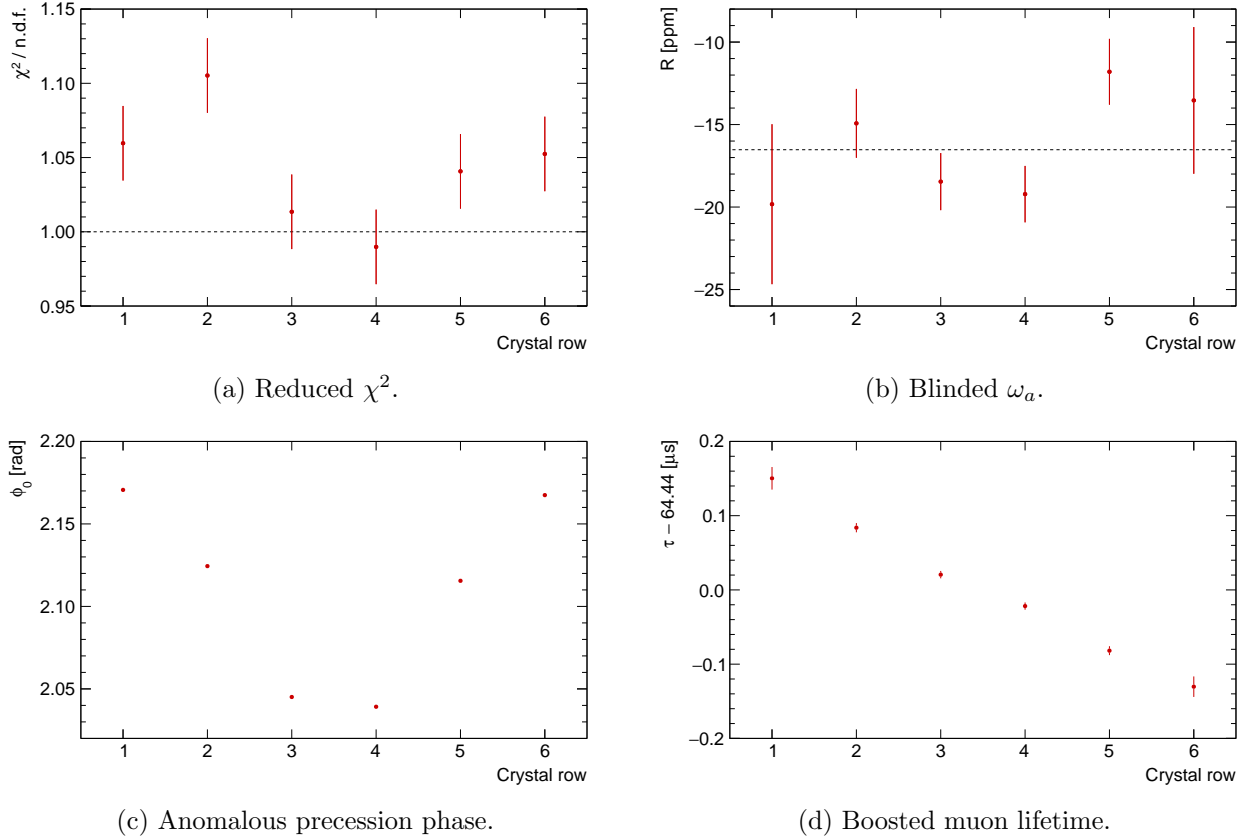 χ² / n.d.f.
1.15
1.10
1.05
1.00
0.95
1 2 3 4 5 6
Crystal row
(a) Reduced χ².
R [ppm]
−10
−15
−20
−25
1 2 3 4 5 6
Crystal row
(b) Blinded ωₐ.
ϕ₀ [rad]
2.20
2.15
2.10
2.05
1 2 3 4 5 6
Crystal row
(c) Anomalous precession phase.
τ − 64.44 [μs]
0.2
0.1
0.0
−0.1
−0.2
1 2 3 4 5 6
Crystal row
(d) Boosted muon lifetime.